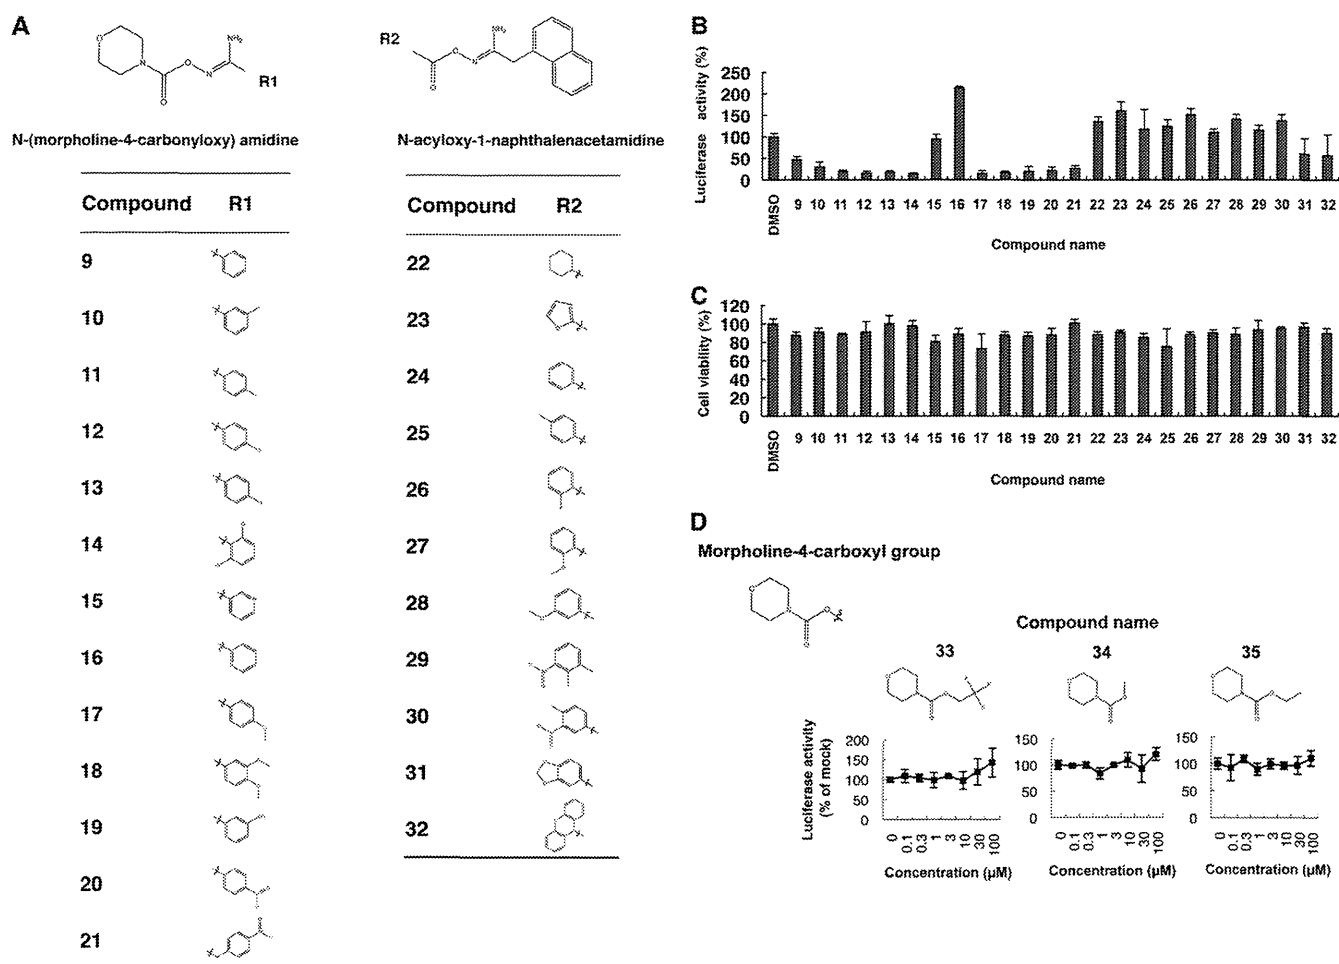 A
NH₂
R1
N-(morpholine-4-carbonyloxy) amidine
Compound R1
9
10
11
12
13
14
15
16
17
18
19
20
21
R2
NH₂
N-acyloxy-1-naphthalenacetamidine
Compound R2
22
23
24
25
26
27
28
29
30
31
32
B
Luciferase activity (%)
250
200
150
100
50
0
DMSO 9 10 11 12 13 14 15 16 17 18 19 20 21 22 23 24 25 26 27 28 29 30 31 32
Compound name
C
Cell viability (%)
120
100
80
60
40
20
0
DMSO 9 10 11 12 13 14 15 16 17 18 19 20 21 22 23 24 25 26 27 28 29 30 31 32
Compound name
D
Morpholine-4-carboxyl group
Compound name
33 34 35
Luciferase activity
(% of mock)
200
150
100
50
0
0 0.1 0.3 1 3 10 30 100
Concentration (µM)
150
100
50
0
0 0.1 0.3 1 3 10 30 100
Concentration (µM)
150
100
50
0
0 0.1 0.3 1 3 10 30 100
Concentration (µM)